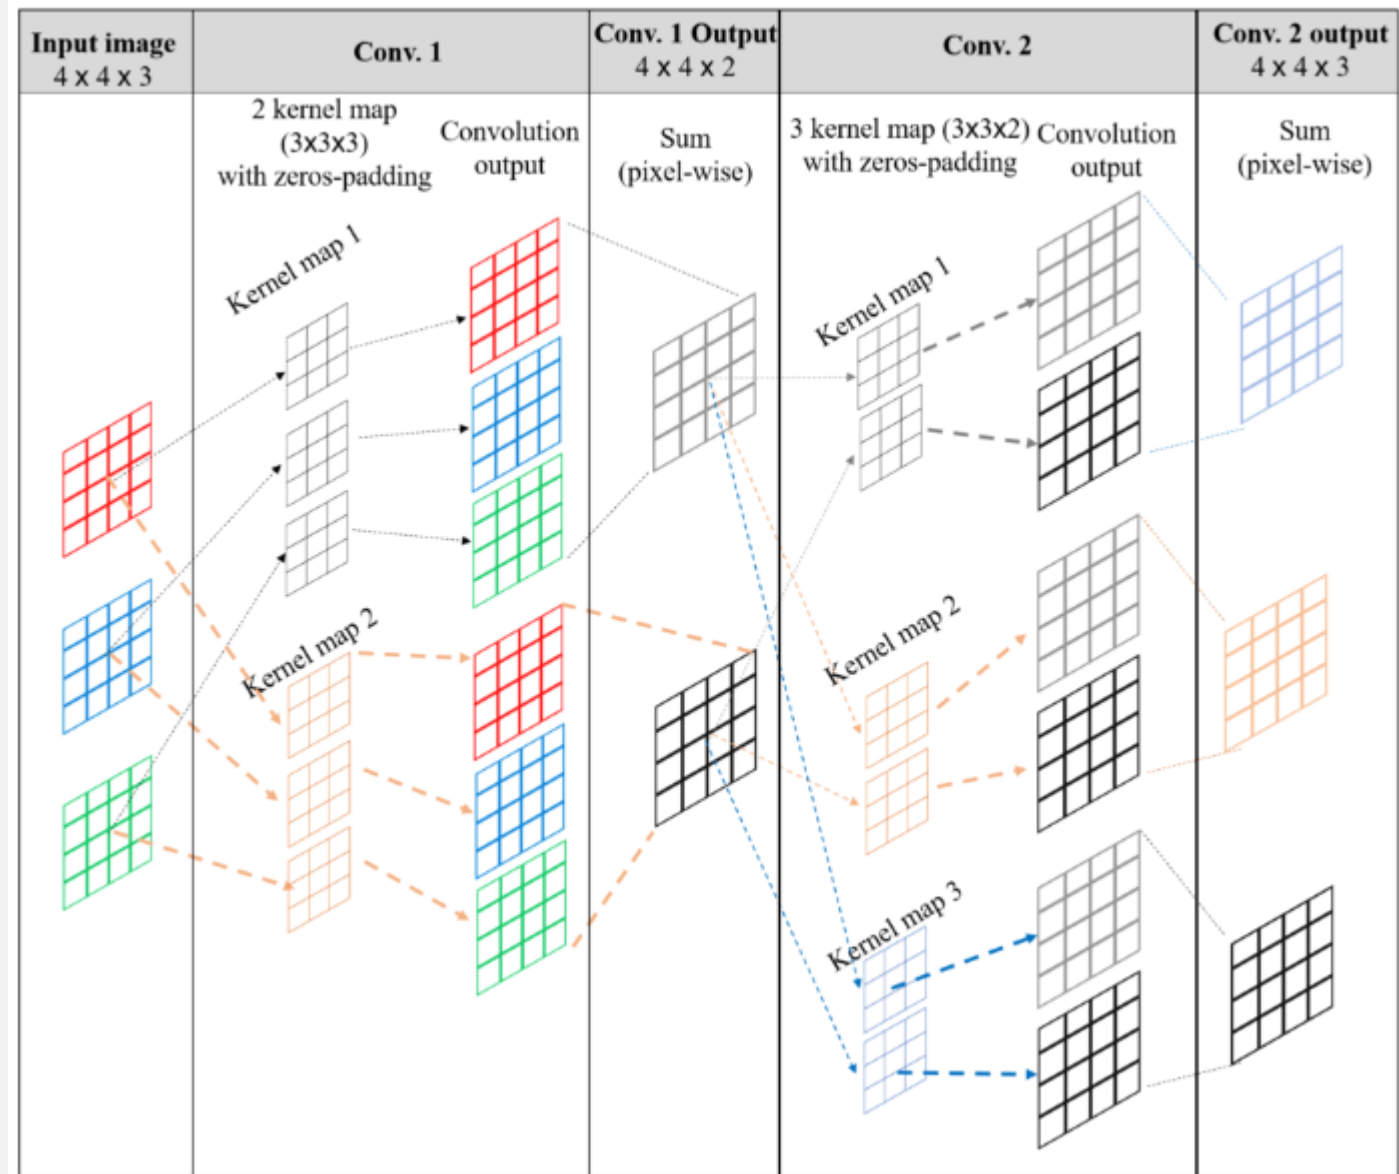 Input image
4 x 4 x 3
Conv. 1
Conv. 1 Output
4 x 4 x 2
Conv. 2
Conv. 2 output
4 x 4 x 3
2 kernel map
(3x3x3)
with zeros-padding
Convolution
output
Sum
(pixel-wise)
3 kernel map (3x3x2)
with zeros-padding
Convolution
output
Sum
(pixel-wise)
Kernel map 1
Kernel map 2
Kernel map 1
Kernel map 2
Kernel map 3